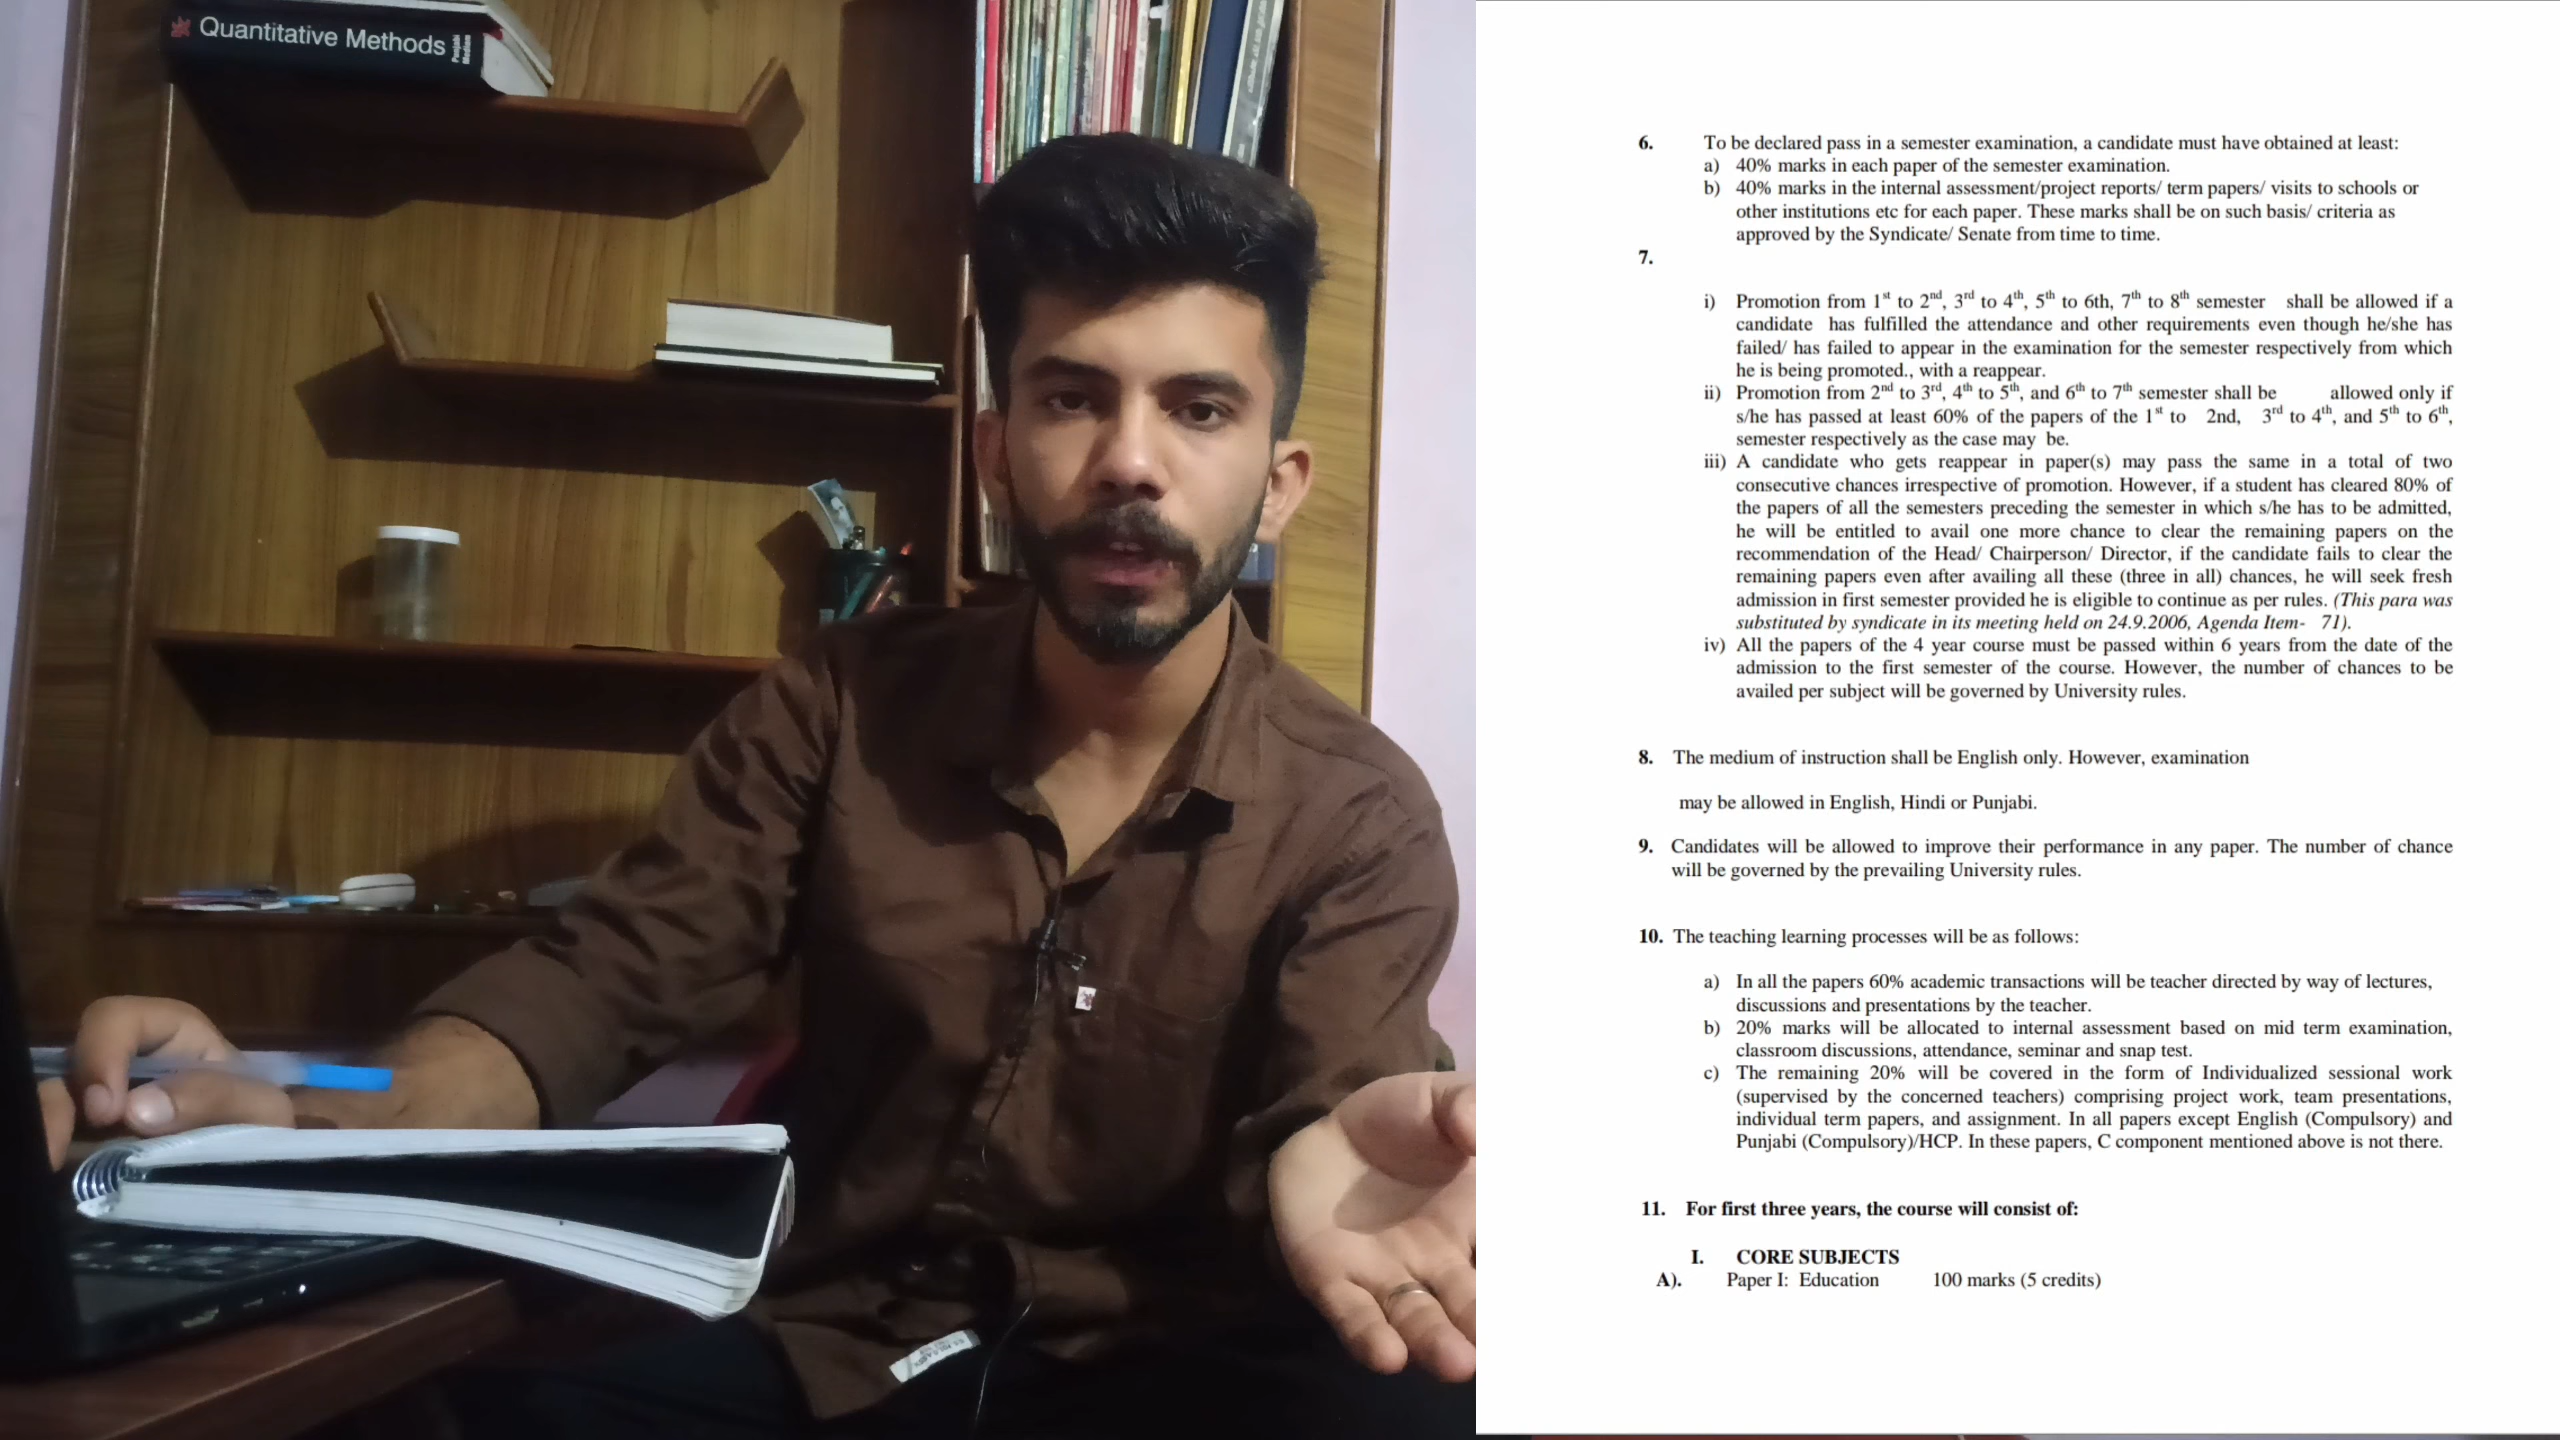 Quantitative Methods
Punjabi
Medium
6. To be declared pass in a semester examination, a candidate must have obtained at least:
a) 40% marks in each paper of the semester examination.
b) 40% marks in the internal assessment/project reports/ term papers/ visits to schools or
other institutions etc for each paper. These marks shall be on such basis/ criteria as
approved by the Syndicate/ Senate from time to time.
7.
i) Promotion from 1st to 2nd, 3rd to 4th, 5th to 6th, 7th to 8th semester shall be allowed if a
candidate has fulfilled the attendance and other requirements even though he/she has
failed/ has failed to appear in the examination for the semester respectively from which
he is being promoted., with a reappear.
ii) Promotion from 2nd to 3rd, 4th to 5th, and 6th to 7th semester shall be allowed only if
s/he has passed at least 60% of the papers of the 1st to 2nd, 3rd to 4th, and 5th to 6th,
semester respectively as the case may be.
iii) A candidate who gets reappear in paper(s) may pass the same in a total of two
consecutive chances irrespective of promotion. However, if a student has cleared 80% of
the papers of all the semesters preceding the semester in which s/he has to be admitted,
he will be entitled to avail one more chance to clear the remaining papers on the
recommendation of the Head/ Chairperson/ Director, if the candidate fails to clear the
remaining papers even after availing all these (three in all) chances, he will seek fresh
admission in first semester provided he is eligible to continue as per rules. (This para was
substituted by syndicate in its meeting held on 24.9.2006, Agenda Item- 71).
iv) All the papers of the 4 year course must be passed within 6 years from the date of the
admission to the first semester of the course. However, the number of chances to be
availed per subject will be governed by University rules.
8. The medium of instruction shall be English only. However, examination
may be allowed in English, Hindi or Punjabi.
9. Candidates will be allowed to improve their performance in any paper. The number of chance
will be governed by the prevailing University rules.
10. The teaching learning processes will be as follows:
a) In all the papers 60% academic transactions will be teacher directed by way of lectures,
discussions and presentations by the teacher.
b) 20% marks will be allocated to internal assessment based on mid term examination,
classroom discussions, attendance, seminar and snap test.
c) The remaining 20% will be covered in the form of Individualized sessional work
(supervised by the concerned teachers) comprising project work, team presentations,
individual term papers, and assignment. In all papers except English (Compulsory) and
Punjabi (Compulsory)/HCP. In these papers, C component mentioned above is not there.
11. For first three years, the course will consist of:
I. CORE SUBJECTS
A). Paper I: Education 100 marks (5 credits)